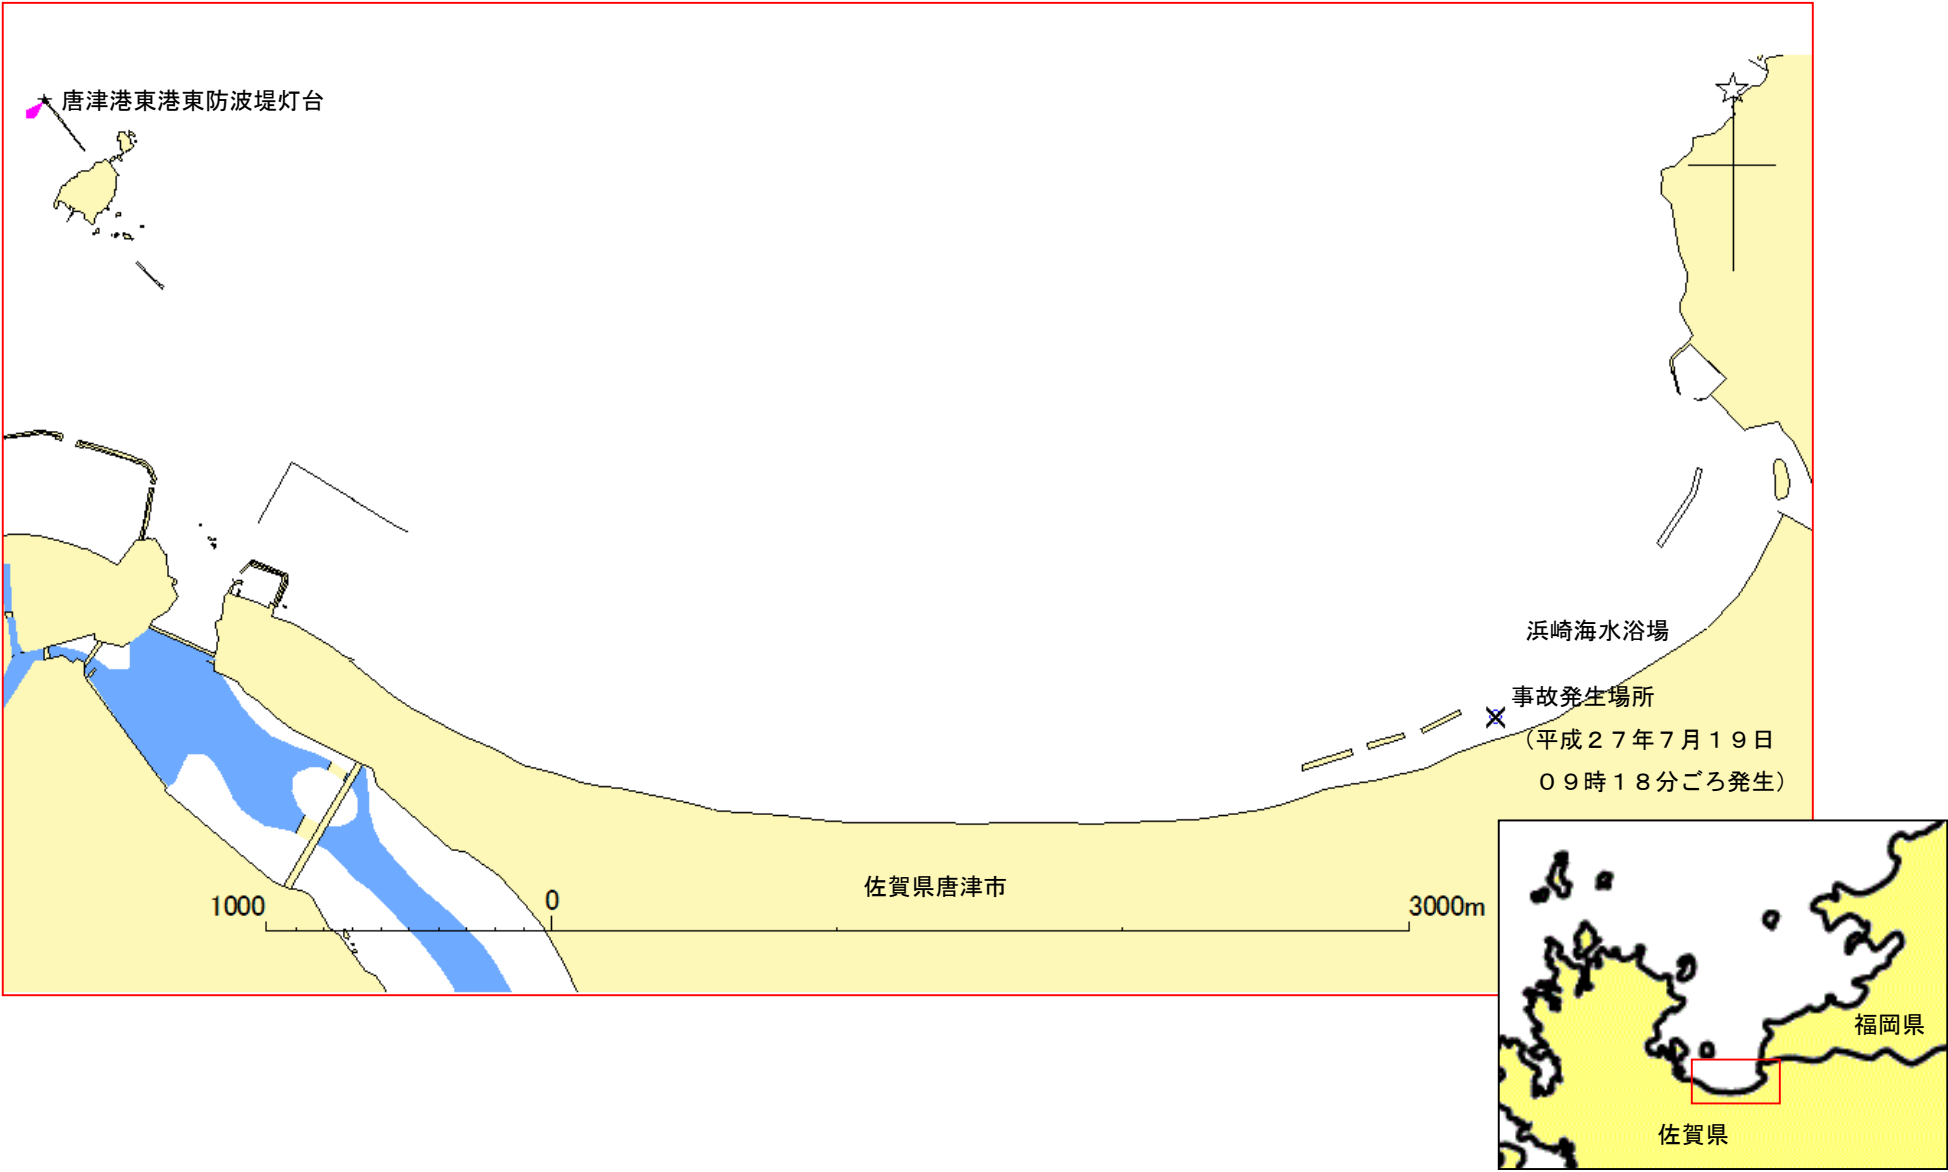 唐津港東港東防波堤灯台
浜崎海水浴場
事故発生場所
（平成２７年７月１９日
０９時１８分ごろ発生）
佐賀県唐津市
1000
0
3000m
福岡県
佐賀県